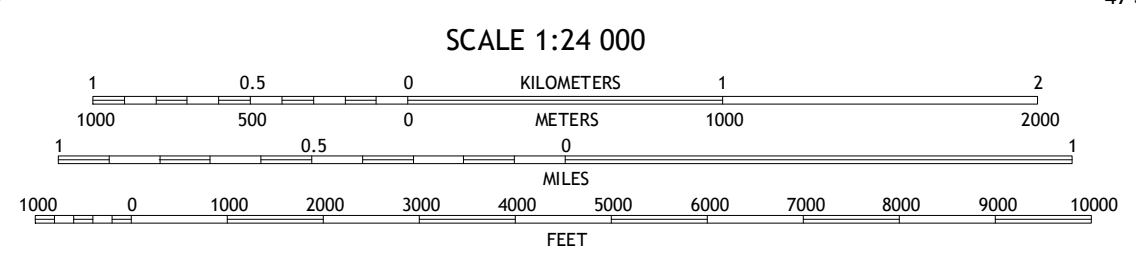 SCALE 1:24 000
1 0.5 0 KILOMETERS 1 2
1000 500 0 METERS 1000 2000
1 0.5 0 1
MILES
1000 0 1000 2000 3000 4000 5000 6000 7000 8000 9000 10000
FEET